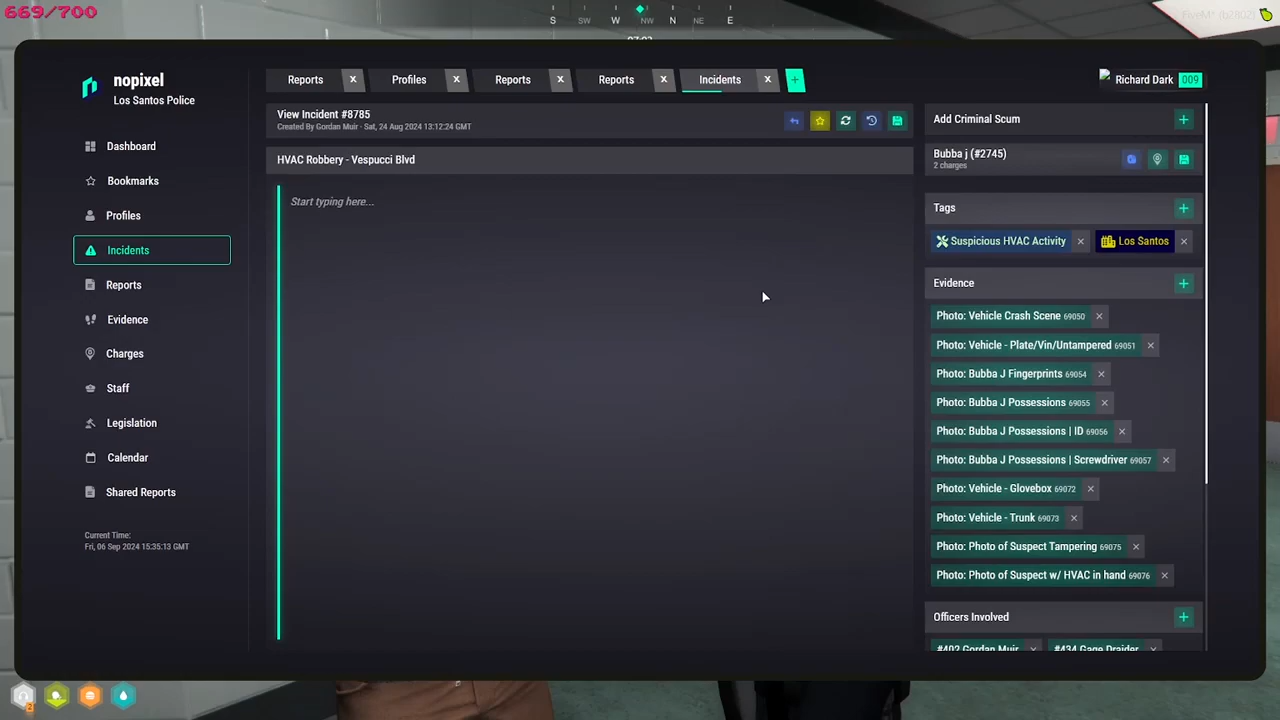 669/700
S SW W NW N NE E
FiveM* (b2802)
nopixel
Los Santos Police
Dashboard
Bookmarks
Profiles
Incidents
Reports
Evidence
Charges
Staff
Legislation
Calendar
Shared Reports
Current Time:
Fri, 06 Sep 2024 15:35:13 GMT
Reports x Profiles x Reports x Reports x Incidents x +
Richard Dark 009
View Incident #8785
Created By Gordan Muir - Sat, 24 Aug 2024 13:12:24 GMT
HVAC Robbery - Vespucci Blvd
Start typing here...
Add Criminal Scum +
Bubba j (#2745)
2 charges
Tags +
Suspicious HVAC Activity x Los Santos x
Evidence +
Photo: Vehicle Crash Scene 69050 x
Photo: Vehicle - Plate/Vin/Untampered 69051 x
Photo: Bubba J Fingerprints 69054 x
Photo: Bubba J Possessions 69055 x
Photo: Bubba J Possessions | ID 69056 x
Photo: Bubba J Possessions | Screwdriver 69057 x
Photo: Vehicle - Glovebox 69072 x
Photo: Vehicle - Trunk 69073 x
Photo: Photo of Suspect Tampering 69075 x
Photo: Photo of Suspect w/ HVAC in hand 69076 x
Officers Involved +
#402 Gordan Muir x #434 Gage Draider x
2